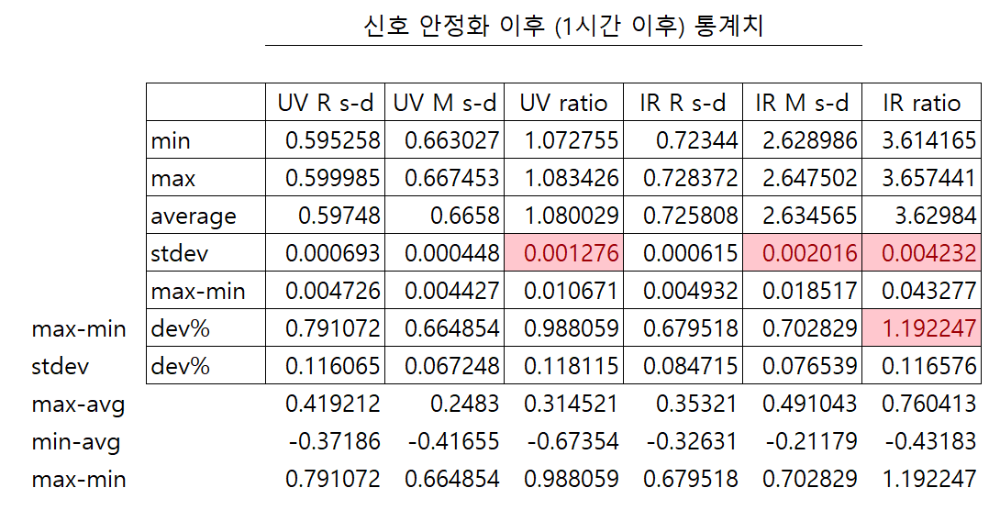 신호 안정화 이후 (1시간 이후) 통계치
UV R s-d UV M s-d UV ratio IR R s-d IR M s-d IR ratio
min 0.595258 0.663027 1.072755 0.72344 2.628986 3.614165
max 0.599985 0.667453 1.083426 0.728372 2.647502 3.657441
average 0.59748 0.6658 1.080029 0.725808 2.634565 3.62984
stdev 0.000693 0.000448 0.001276 0.000615 0.002016 0.004232
max-min 0.004726 0.004427 0.010671 0.004932 0.018517 0.043277
max-min dev% 0.791072 0.664854 0.988059 0.679518 0.702829 1.192247
stdev dev% 0.116065 0.067248 0.118115 0.084715 0.076539 0.116576
max-avg 0.419212 0.2483 0.314521 0.35321 0.491043 0.760413
min-avg -0.37186 -0.41655 -0.67354 -0.32631 -0.21179 -0.43183
max-min 0.791072 0.664854 0.988059 0.679518 0.702829 1.192247